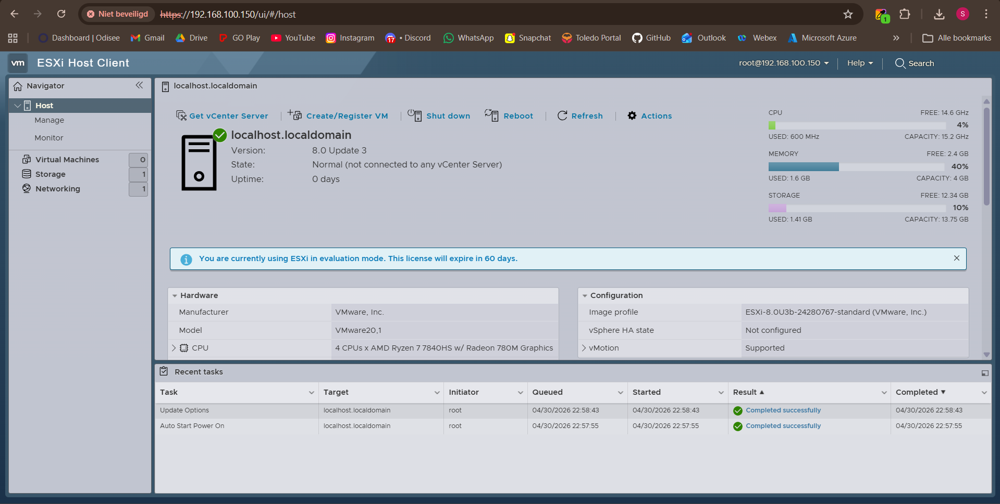 Niet beveiligd https://192.168.100.150/ui/#/host S
1
Dashboard | Odisee Gmail Drive GO Play YouTube Instagram 17 • Discord WhatsApp Snapchat Toledo Portal GitHub Outlook Webex Microsoft Azure » Alle bookmarks
vm ESXi Host Client root@192.168.100.150 Help Search
Navigator
Host
Manage
Monitor
Virtual Machines 0
Storage 1
Networking 1
localhost.localdomain
Get vCenter Server Create/Register VM Shut down Reboot Refresh Actions
localhost.localdomain
Version: 8.0 Update 3
State: Normal (not connected to any vCenter Server)
Uptime: 0 days
CPU FREE: 14.6 GHz
4%
USED: 600 MHz CAPACITY: 15.2 GHz
MEMORY FREE: 2.4 GB
40%
USED: 1.6 GB CAPACITY: 4 GB
STORAGE FREE: 12.34 GB
10%
USED: 1.41 GB CAPACITY: 13.75 GB
You are currently using ESXi in evaluation mode. This license will expire in 60 days.
Hardware
Manufacturer VMware, Inc.
Model VMware20,1
CPU 4 CPUs x AMD Ryzen 7 7840HS w/ Radeon 780M Graphics
Configuration
Image profile ESXi-8.0U3b-24280767-standard (VMware, Inc.)
vSphere HA state Not configured
vMotion Supported
Recent tasks
Task Target Initiator Queued Started Result ▲ Completed ▼
Update Options localhost.localdomain root 04/30/2026 22:58:43 04/30/2026 22:58:43 Completed successfully 04/30/2026 22:58:43
Auto Start Power On localhost.localdomain root 04/30/2026 22:57:55 04/30/2026 22:57:55 Completed successfully 04/30/2026 22:57:55